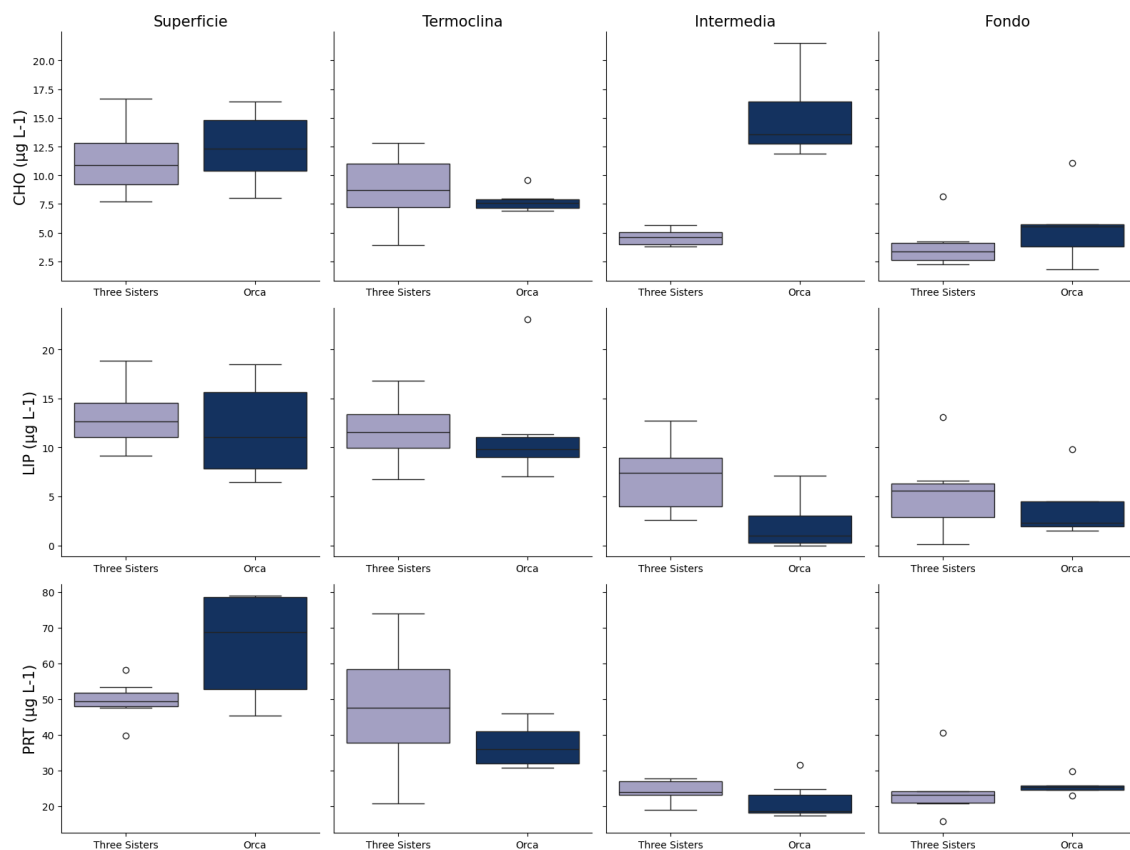 Superficie Termoclina Intermedia Fondo
CHO (µg L-1)
20.0
17.5
15.0
12.5
10.0
7.5
5.0
2.5
Three Sisters Orca Three Sisters Orca Three Sisters Orca Three Sisters Orca
LIP (µg L-1)
20
15
10
5
0
Three Sisters Orca Three Sisters Orca Three Sisters Orca Three Sisters Orca
PRT (µg L-1)
80
70
60
50
40
30
20
Three Sisters Orca Three Sisters Orca Three Sisters Orca Three Sisters Orca